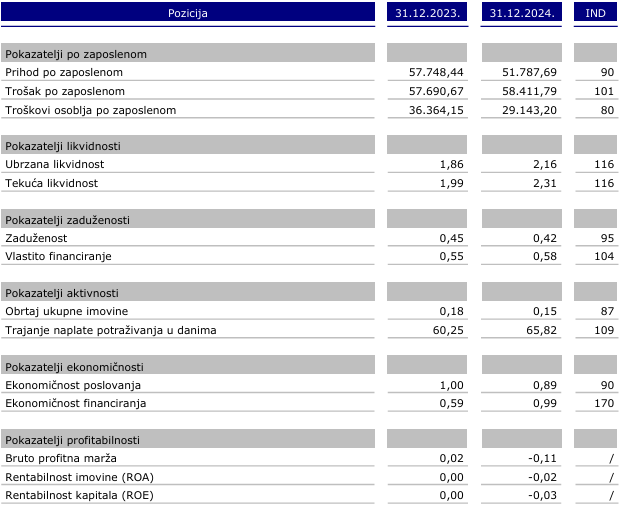 Pozicija 31.12.2023. 31.12.2024. IND
Pokazatelji po zaposlenom
Prihod po zaposlenom 57.748,44 51.787,69 90
Trošak po zaposlenom 57.690,67 58.411,79 101
Troškovi osoblja po zaposlenom 36.364,15 29.143,20 80
Pokazatelji likvidnosti
Ubrzana likvidnost 1,86 2,16 116
Tekuća likvidnost 1,99 2,31 116
Pokazatelji zaduženosti
Zaduženost 0,45 0,42 95
Vlastito financiranje 0,55 0,58 104
Pokazatelji aktivnosti
Obrtaj ukupne imovine 0,18 0,15 87
Trajanje naplate potraživanja u danima 60,25 65,82 109
Pokazatelji ekonomičnosti
Ekonomičnost poslovanja 1,00 0,89 90
Ekonomičnost financiranja 0,59 0,99 170
Pokazatelji profitabilnosti
Bruto profitna marža 0,02 -0,11 /
Rentabilnost imovine (ROA) 0,00 -0,02 /
Rentabilnost kapitala (ROE) 0,00 -0,03 /